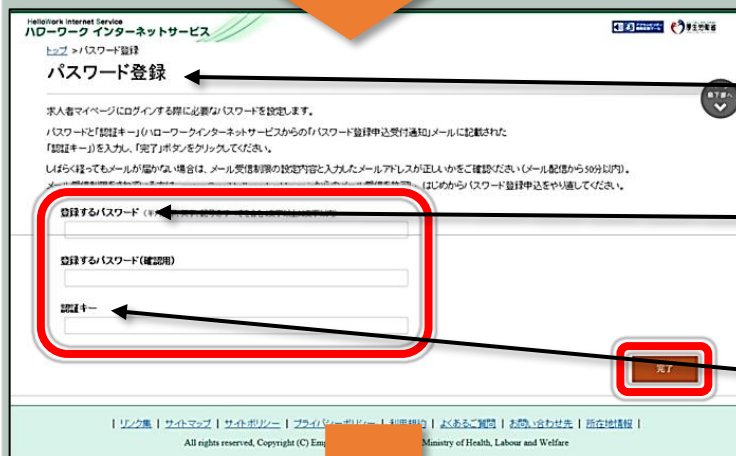 HelloWork Internet Service
ハローワーク インターネットサービス
厚生労働省
トップ > パスワード登録
パスワード登録
求人者マイページにログインする際に必要なパスワードを設定します。
パスワードと「認証キー」(ハローワークインターネットサービスからの「パスワード登録申込受付通知」メールに記載された
「認証キー」)を入力し、「完了」ボタンをクリックしてください。
しばらく経ってもメールが届かない場合は、メール受信制限の設定内容と入力したメールアドレスが正しいかをご確認ください(メール配信から50分以内)。
はじめからパスワード登録申込をやり直してください。
登録するパスワード
登録するパスワード(確認用)
認証キー
完了
| リンク集 | サイトマップ | サイトポリシー | プライバシーポリシー | 利用規約 | よくあるご質問 | お問い合わせ先 | 所在地情報 |
All rights reserved, Copyright (C) Ministry of Health, Labour and Welfare